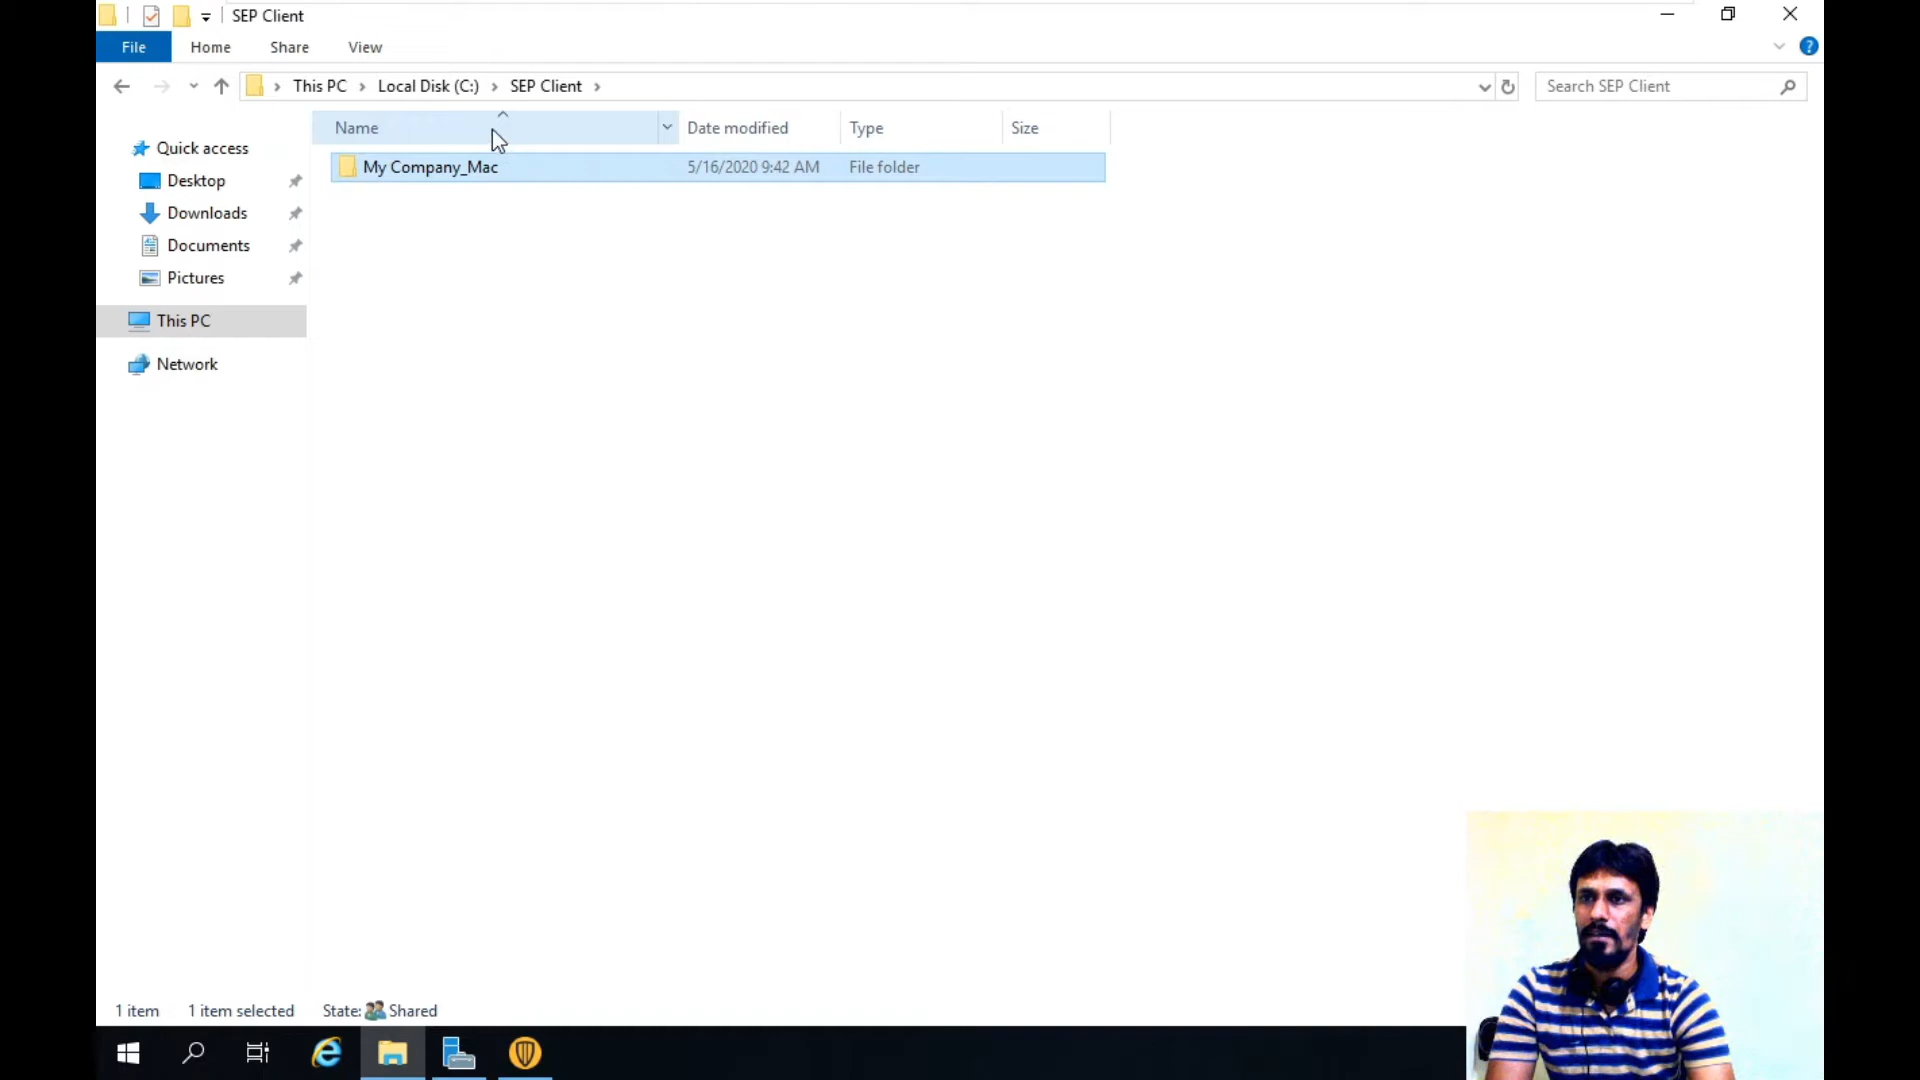 SEP Client
File
Home
Share
View
This PC
Local Disk (C:)
SEP Client
Search SEP Client
Name
Date modified
Type
Size
My Company_Mac
5/16/2020 9:42 AM
File folder
Quick access
Desktop
Downloads
Documents
Pictures
This PC
Network
1 item
1 item selected
State: Shared